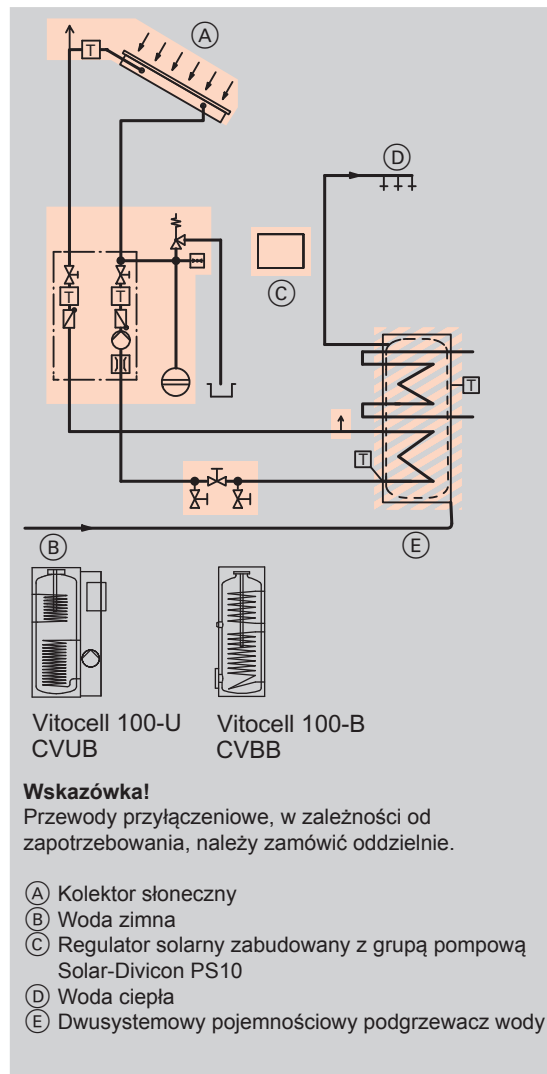 A
T
D
C
T
T
T
T
B
E
Vitocell 100-U
CVUB
Vitocell 100-B
CVBB
Wskazówka!
Przewody przyłączeniowe, w zależności od
zapotrzebowania, należy zamówić oddzielnie.
A Kolektor słoneczny
B Woda zimna
C Regulator solarny zabudowany z grupą pompową
Solar-Divicon PS10
D Woda ciepła
E Dwusystemowy pojemnościowy podgrzewacz wody